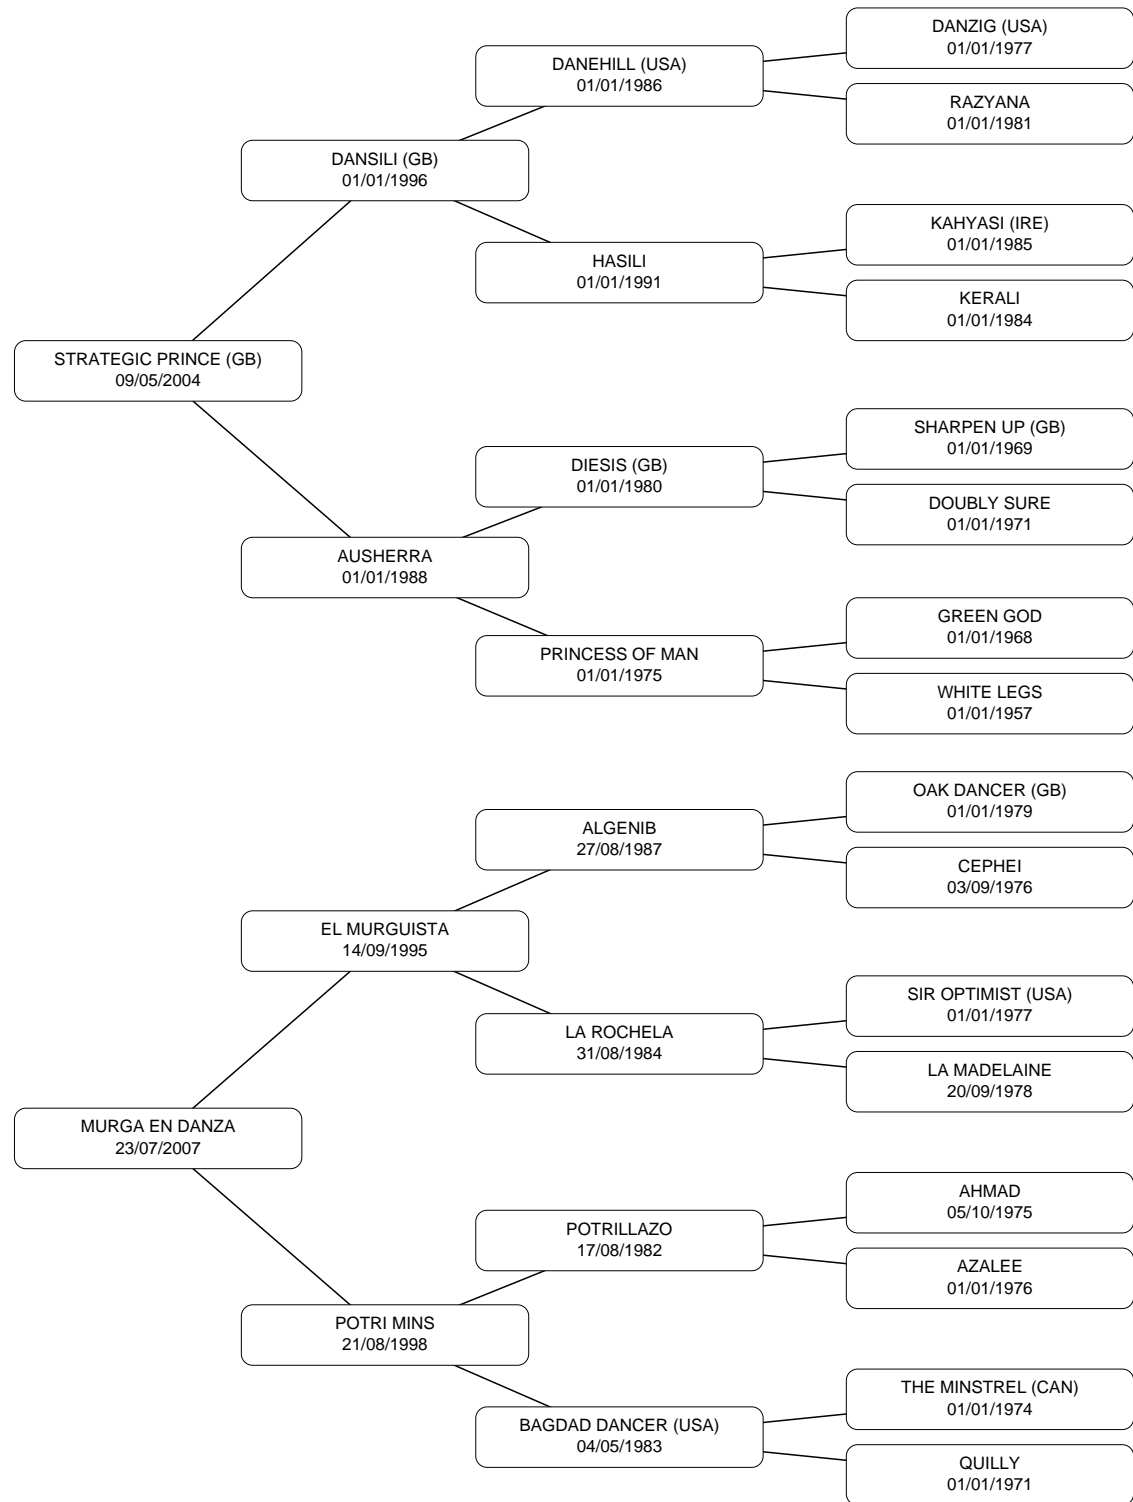 DANZIG (USA)
01/01/1977
DANEHILL (USA)
01/01/1986
RAZYANA
01/01/1981
DANSILI (GB)
01/01/1996
KAHYASI (IRE)
01/01/1985
HASILI
01/01/1991
KERALI
01/01/1984
STRATEGIC PRINCE (GB)
09/05/2004
SHARPEN UP (GB)
01/01/1969
DIESIS (GB)
01/01/1980
DOUBLY SURE
01/01/1971
AUSHERRA
01/01/1988
GREEN GOD
01/01/1968
PRINCESS OF MAN
01/01/1975
WHITE LEGS
01/01/1957
OAK DANCER (GB)
01/01/1979
ALGENIB
27/08/1987
CEPHEI
03/09/1976
EL MURGUISTA
14/09/1995
SIR OPTIMIST (USA)
01/01/1977
LA ROCHELA
31/08/1984
LA MADELAINE
20/09/1978
MURGA EN DANZA
23/07/2007
AHMAD
05/10/1975
POTRILLAZO
17/08/1982
AZALEE
01/01/1976
POTRI MINS
21/08/1998
THE MINSTREL (CAN)
01/01/1974
BAGDAD DANCER (USA)
04/05/1983
QUILLY
01/01/1971